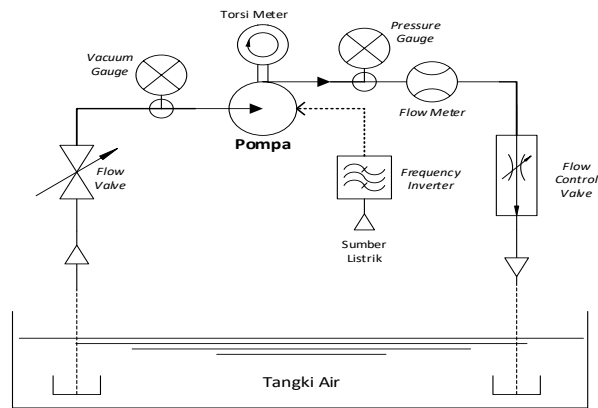 Torsi Meter
Pressure
Gauge
Vacuum
Gauge
Flow Meter
Pompa
Flow
Valve
Frequency
Inverter
Flow
Control
Valve
Sumber
Listrik
Tangki Air